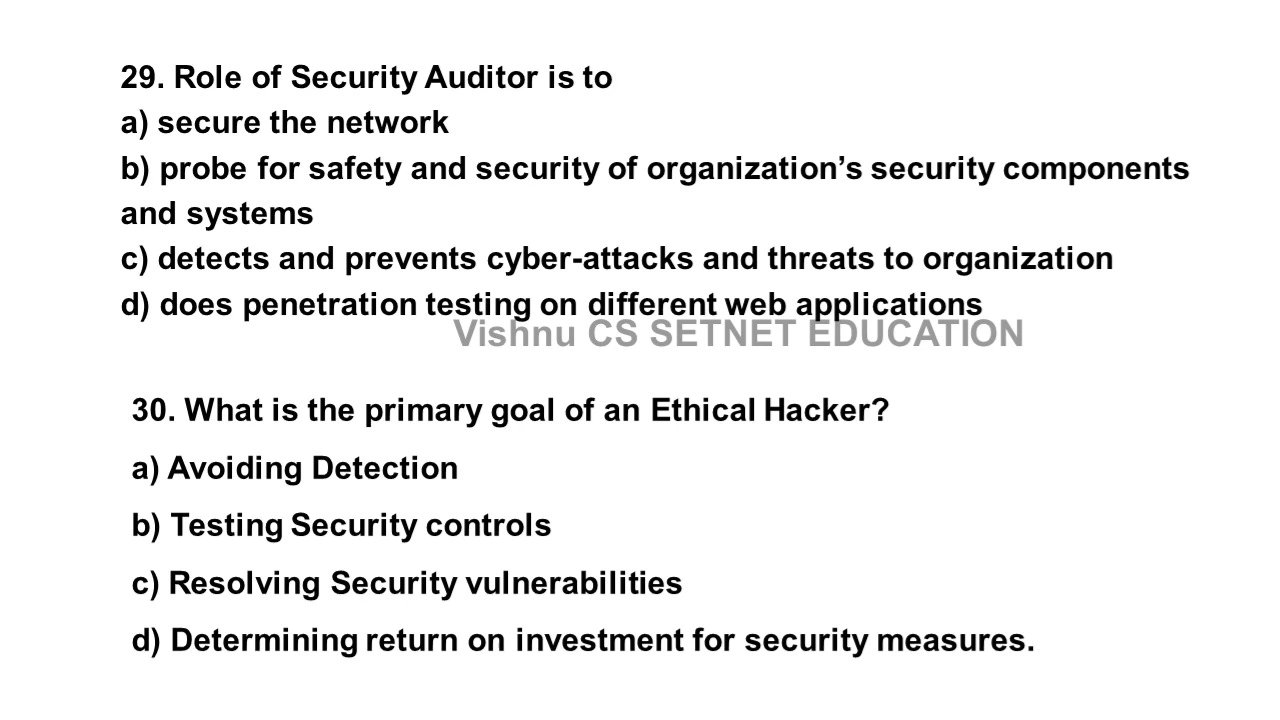 29. Role of Security Auditor is to
a) secure the network
b) probe for safety and security of organization’s security components
and systems
c) detects and prevents cyber-attacks and threats to organization
d) does penetration testing on different web applications
Vishnu CS SETNET EDUCATION
30. What is the primary goal of an Ethical Hacker?
a) Avoiding Detection
b) Testing Security controls
c) Resolving Security vulnerabilities
d) Determining return on investment for security measures.